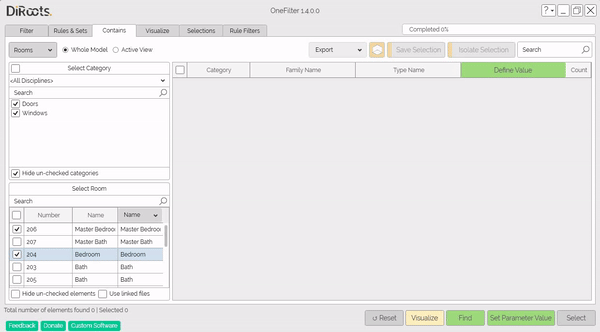 DiRoots
OneFilter 1.4.0.0
?
Filter Rules & Sets Contains Visualize Selections Rule Filters
Completed 0%
Rooms Whole Model Active View Export Save Selection Isolate Selection Search
Select Category
<All Disciplines>
Search
Doors
Windows
Hide un-checked categories
Category Family Name Type Name Define Value Count
Select Room
Search
Number Name Name
206 Master Bedroo Master Bedroo
207 Master Bath Master Bath
204 Bedroom Bedroom
203 Bath Bath
205 Bath Bath
Hide un-checked elements Use linked files
Total number of elements found 0 | Selected 0
Feedback Donate Custom Software
Reset Visualize Find Set Parameter Value Select